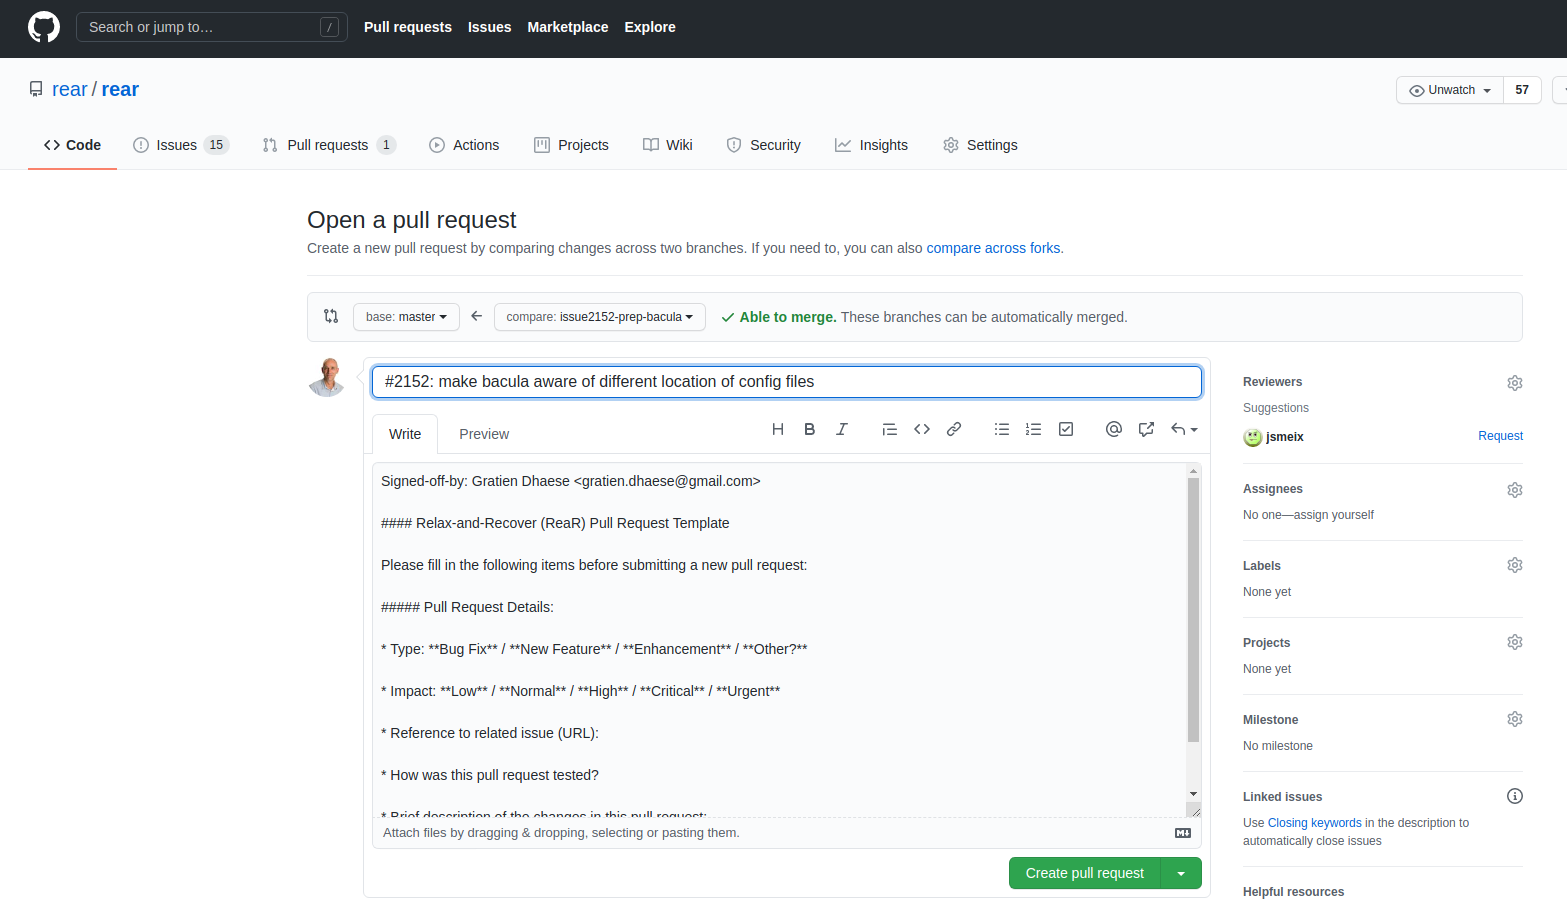 Search or jump to…
/
Pull requests Issues Marketplace Explore
rear / rear
Unwatch 57
Code Issues 15 Pull requests 1 Actions Projects Wiki Security Insights Settings
Open a pull request
Create a new pull request by comparing changes across two branches. If you need to, you can also compare across forks.
base: master compare: issue2152-prep-bacula Able to merge. These branches can be automatically merged.
#2152: make bacula aware of different location of config files
Write Preview
Signed-off-by: Gratien Dhaese <gratien.dhaese@gmail.com>
#### Relax-and-Recover (ReaR) Pull Request Template
Please fill in the following items before submitting a new pull request:
##### Pull Request Details:
* Type: **Bug Fix** / **New Feature** / **Enhancement** / **Other?**
* Impact: **Low** / **Normal** / **High** / **Critical** / **Urgent**
* Reference to related issue (URL):
* How was this pull request tested?
* Brief description of the changes in this pull request:
Attach files by dragging & dropping, selecting or pasting them.
Create pull request
Reviewers
Suggestions
jsmeix Request
Assignees
No one—assign yourself
Labels
None yet
Projects
None yet
Milestone
No milestone
Linked issues
Use Closing keywords in the description to
automatically close issues
Helpful resources